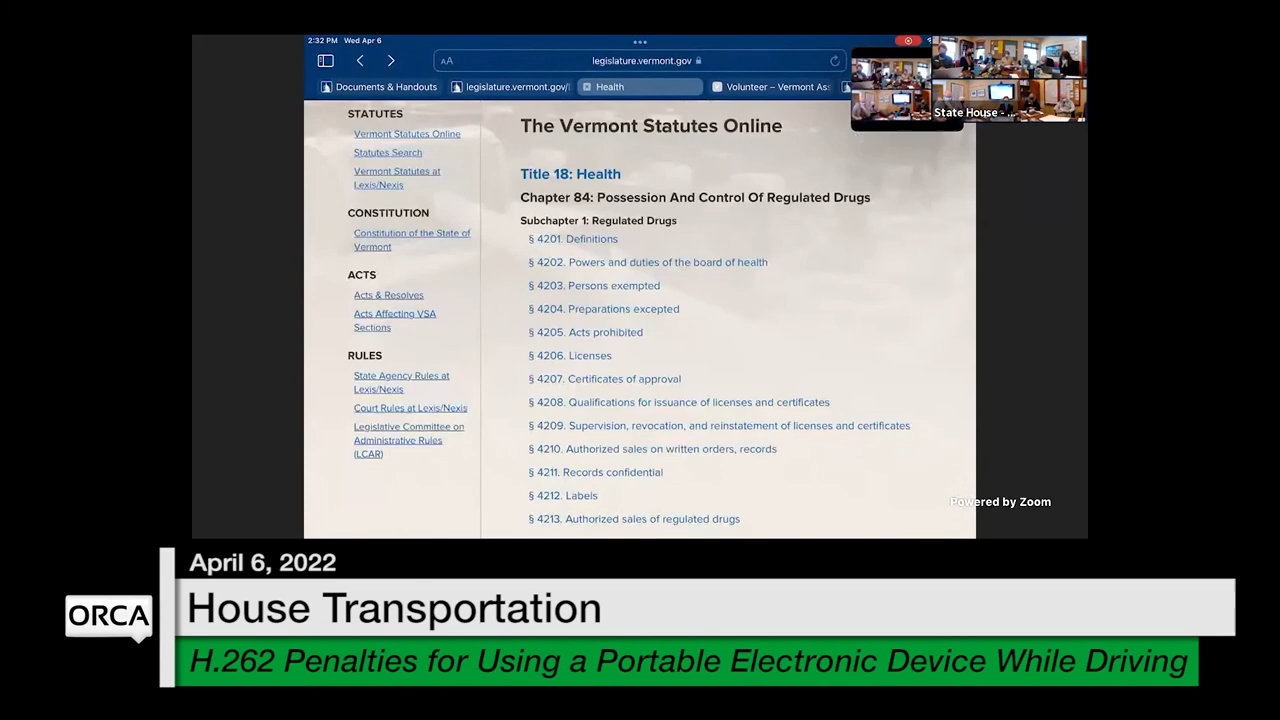 2:32 PM Wed Apr 6
AA
legislature.vermont.gov
Documents & Handouts
legislature.vermont.gov/
Health
Volunteer – Vermont Ass
State House - ...
STATUTES
Vermont Statutes Online
Statutes Search
Vermont Statutes at
Lexis/Nexis
CONSTITUTION
Constitution of the State of
Vermont
ACTS
Acts & Resolves
Acts Affecting VSA
Sections
RULES
State Agency Rules at
Lexis/Nexis
Court Rules at Lexis/Nexis
Legislative Committee on
Administrative Rules
(LCAR)
The Vermont Statutes Online
Title 18: Health
Chapter 84: Possession And Control Of Regulated Drugs
Subchapter 1: Regulated Drugs
§ 4201. Definitions
§ 4202. Powers and duties of the board of health
§ 4203. Persons exempted
§ 4204. Preparations excepted
§ 4205. Acts prohibited
§ 4206. Licenses
§ 4207. Certificates of approval
§ 4208. Qualifications for issuance of licenses and certificates
§ 4209. Supervision, revocation, and reinstatement of licenses and certificates
§ 4210. Authorized sales on written orders, records
§ 4211. Records confidential
§ 4212. Labels
§ 4213. Authorized sales of regulated drugs
Powered by Zoom
April 6, 2022
ORCA
House Transportation
H.262 Penalties for Using a Portable Electronic Device While Driving